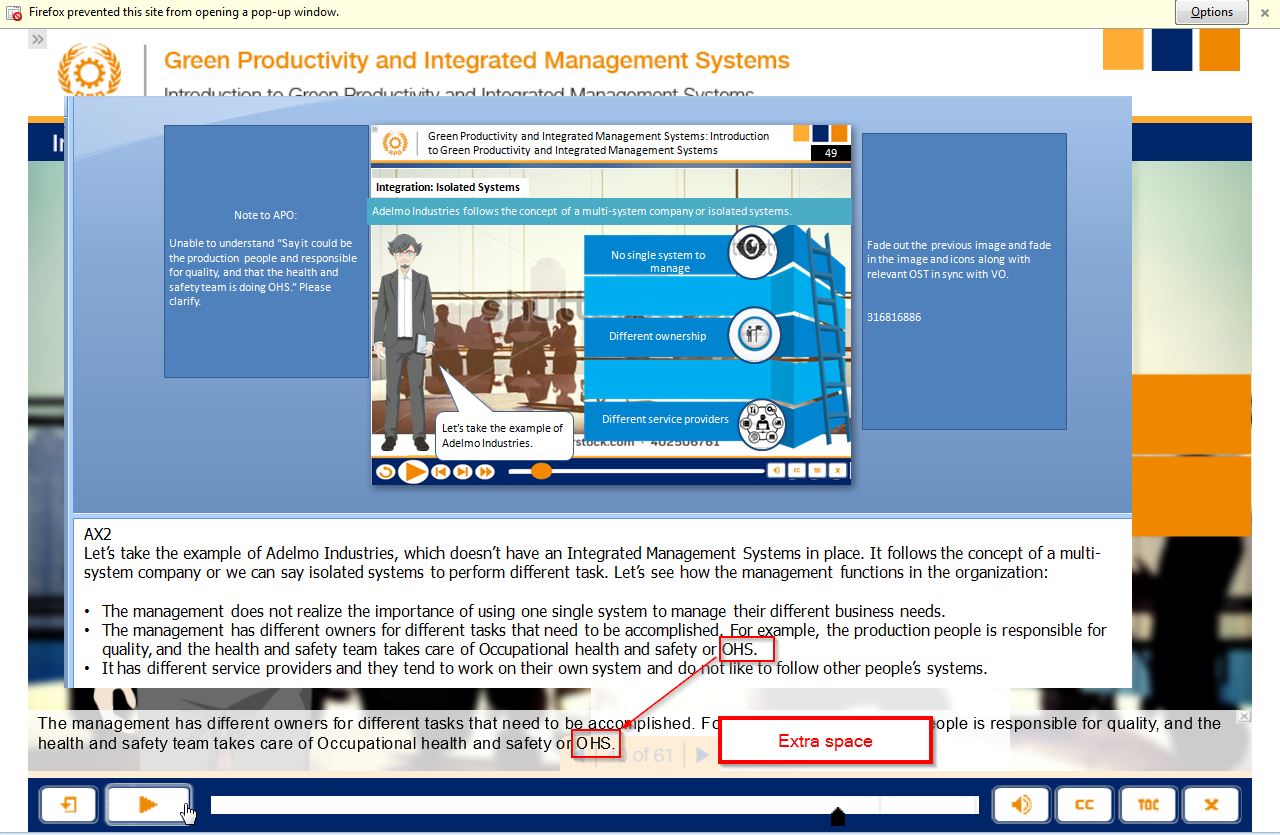 Firefox prevented this site from opening a pop-up window.
Options
Green Productivity and Integrated Management Systems
Introduction to Green Productivity and Integrated Management Systems
Note to APO:
Unable to understand “Say it could be
the production people and responsible
for quality, and that the health and
safety team is doing OHS.” Please
clarify.
Green Productivity and Integrated Management Systems: Introduction
to Green Productivity and Integrated Management Systems
49
Integration: Isolated Systems
Adelmo Industries follows the concept of a multi-system company or isolated systems.
No single system to
manage
Different ownership
Different service providers
Let’s take the example of
Adelmo Industries.
CC
Fade out the previous image and fade
in the image and icons along with
relevant OST in sync with VO.
316816886
AX2
Let’s take the example of Adelmo Industries, which doesn’t have an Integrated Management Systems in place. It follows the concept of a multi-
system company or we can say isolated systems to perform different task. Let’s see how the management functions in the organization:
• The management does not realize the importance of using one single system to manage their different business needs.
• The management has different owners for different tasks that need to be accomplished. For example, the production people is responsible for
quality, and the health and safety team takes care of Occupational health and safety or OHS.
• It has different service providers and they tend to work on their own system and do not like to follow other people’s systems.
The management has different owners for different tasks that need to be accomplished. people is responsible for quality, and the
health and safety team takes care of Occupational health and safety or OHS.
Extra space
of 61
CC
TOC